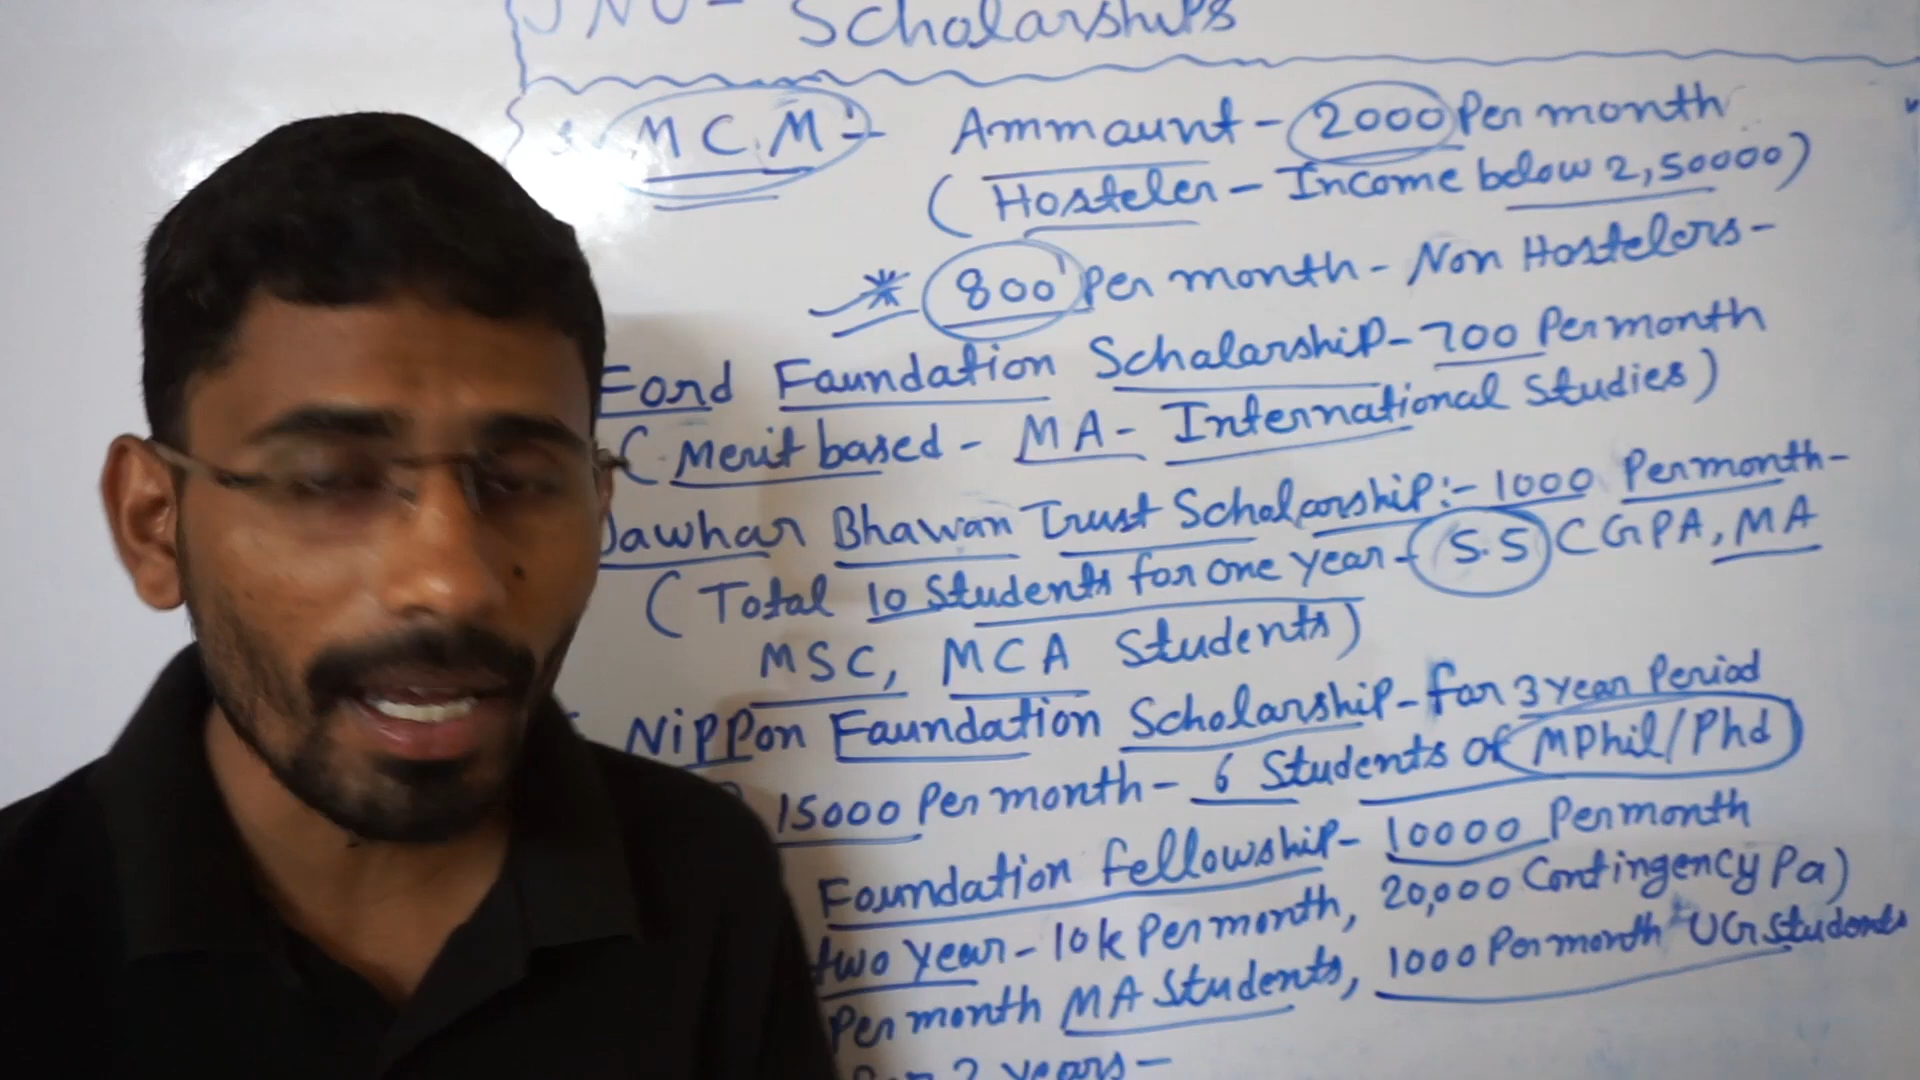 JNU - Scholarships
MCM :- Ammaunt - 2000 Per month
( Hosteler - Income below 2,50000 )
* 800 Per month - Non Hostelers -
Ford Faundation Schalarship - 700 Per month
( Merit based - MA - International Studies )
Jawhar Bhawan Trust Scholarship :- 1000 Per month -
( Total 10 Students for one year - 5.5 CGPA, MA
MSC, MCA Students )
Nippon Faundation Scholarship - for 3 year Period
15000 Per month - 6 Students of MPhil/Phd
Foundation fellowship - 10000 Per month
two year - 10k Per month, 20,000 Contingency Pa)
Per month MA Students, 1000 Per month UG Students
2 years -